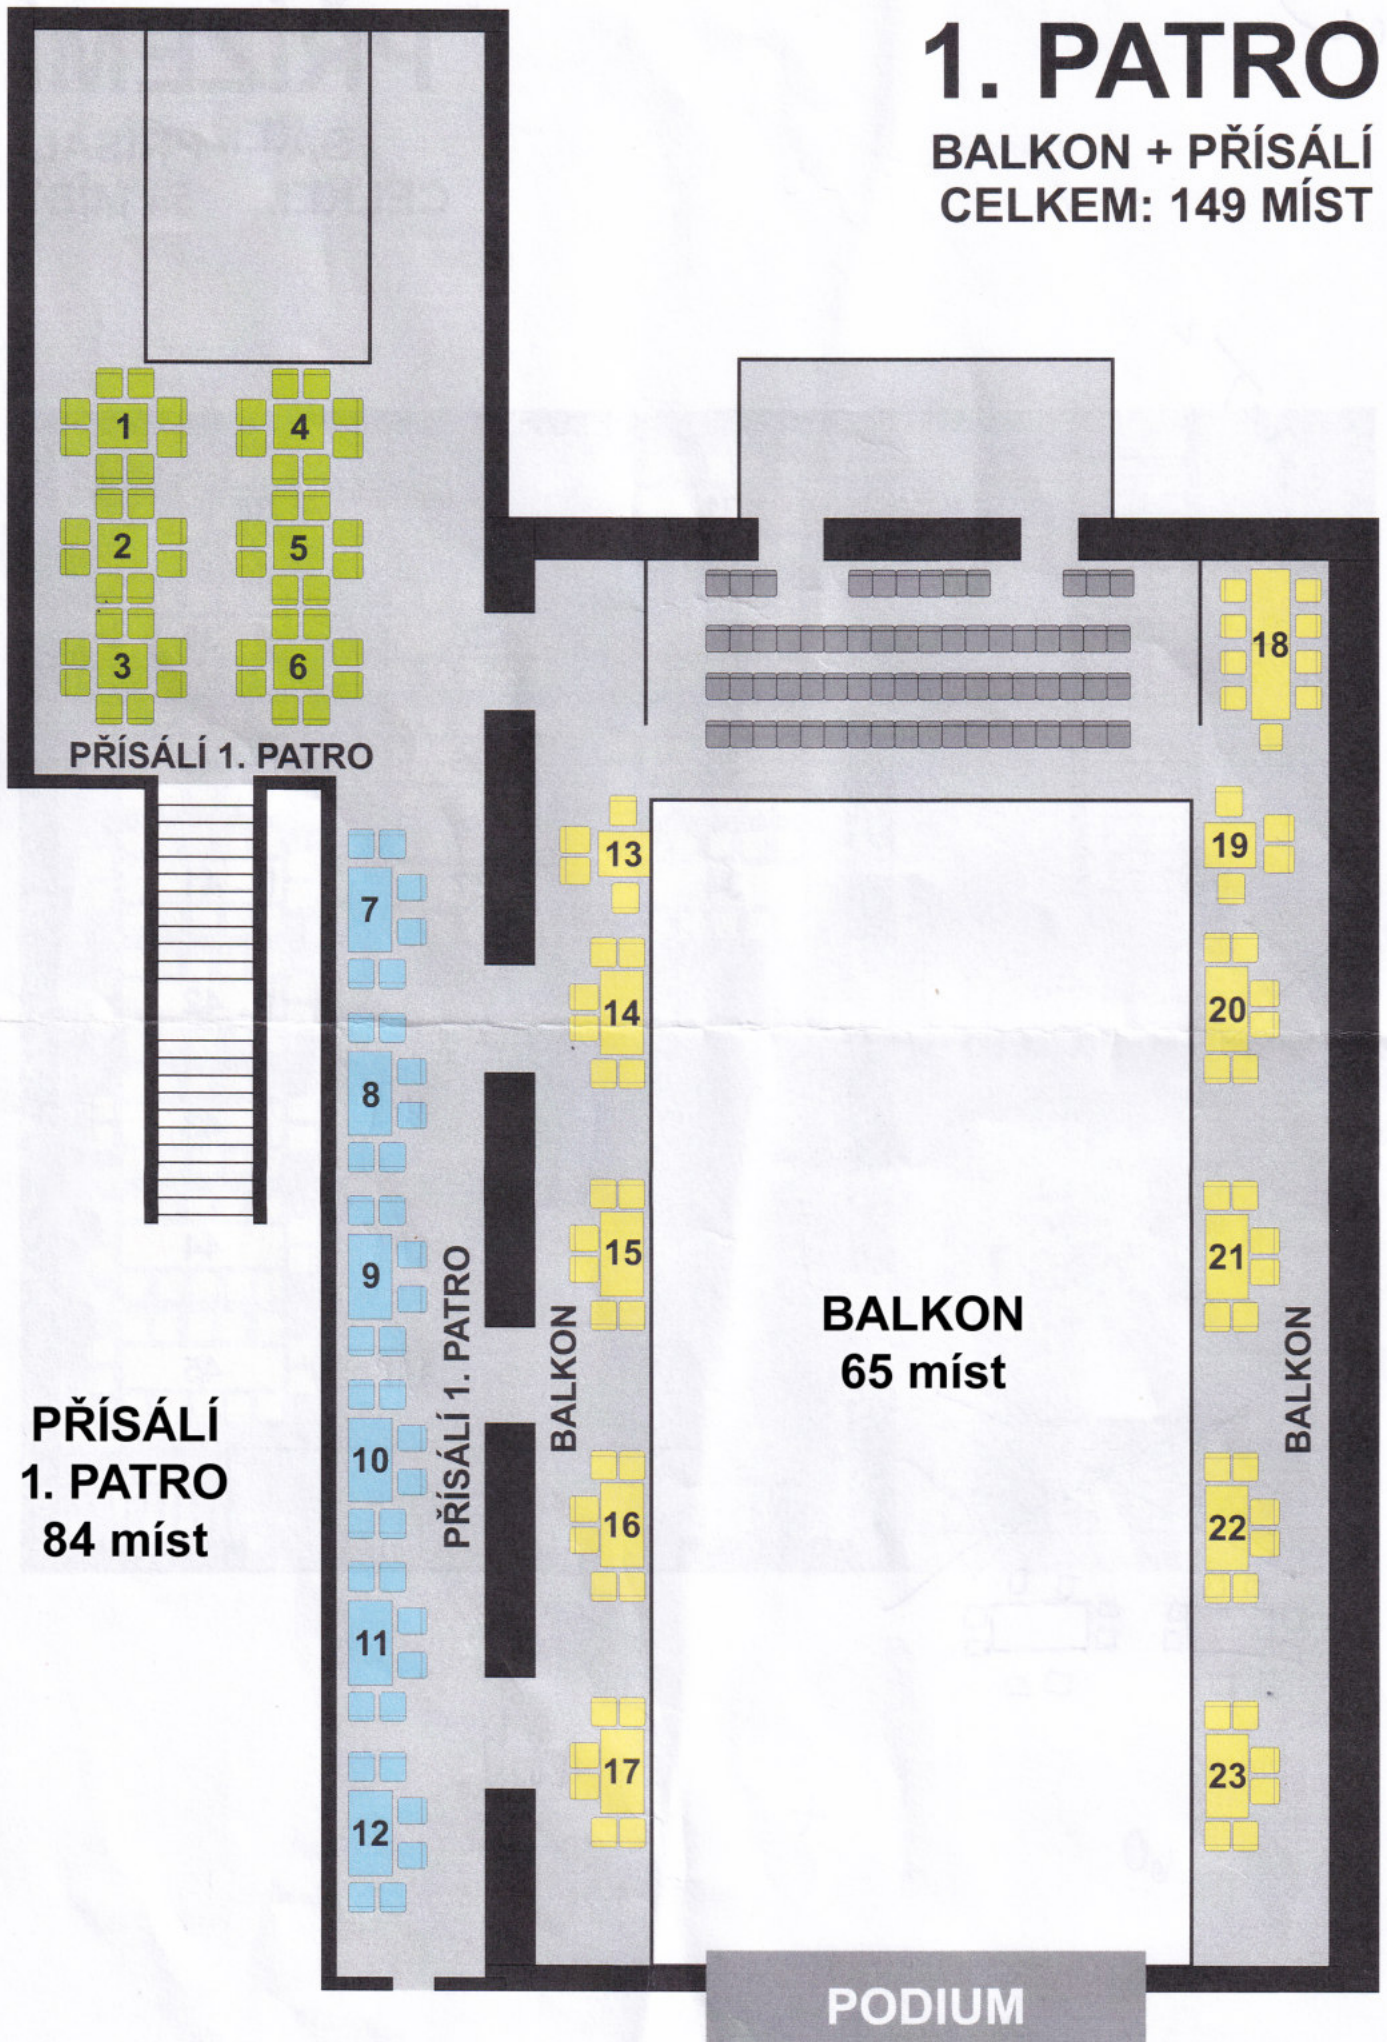 1. PATRO
BALKON + PŘÍSÁLÍ
CELKEM: 149 MÍST
1
4
2
5
3
6
PŘÍSÁLÍ 1. PATRO
7
8
9
10
11
12
PŘÍSÁLÍ 1. PATRO
PŘÍSÁLÍ
1. PATRO
84 míst
13
14
15
16
17
BALKON
BALKON
65 míst
18
19
20
21
22
23
BALKON
PODIUM